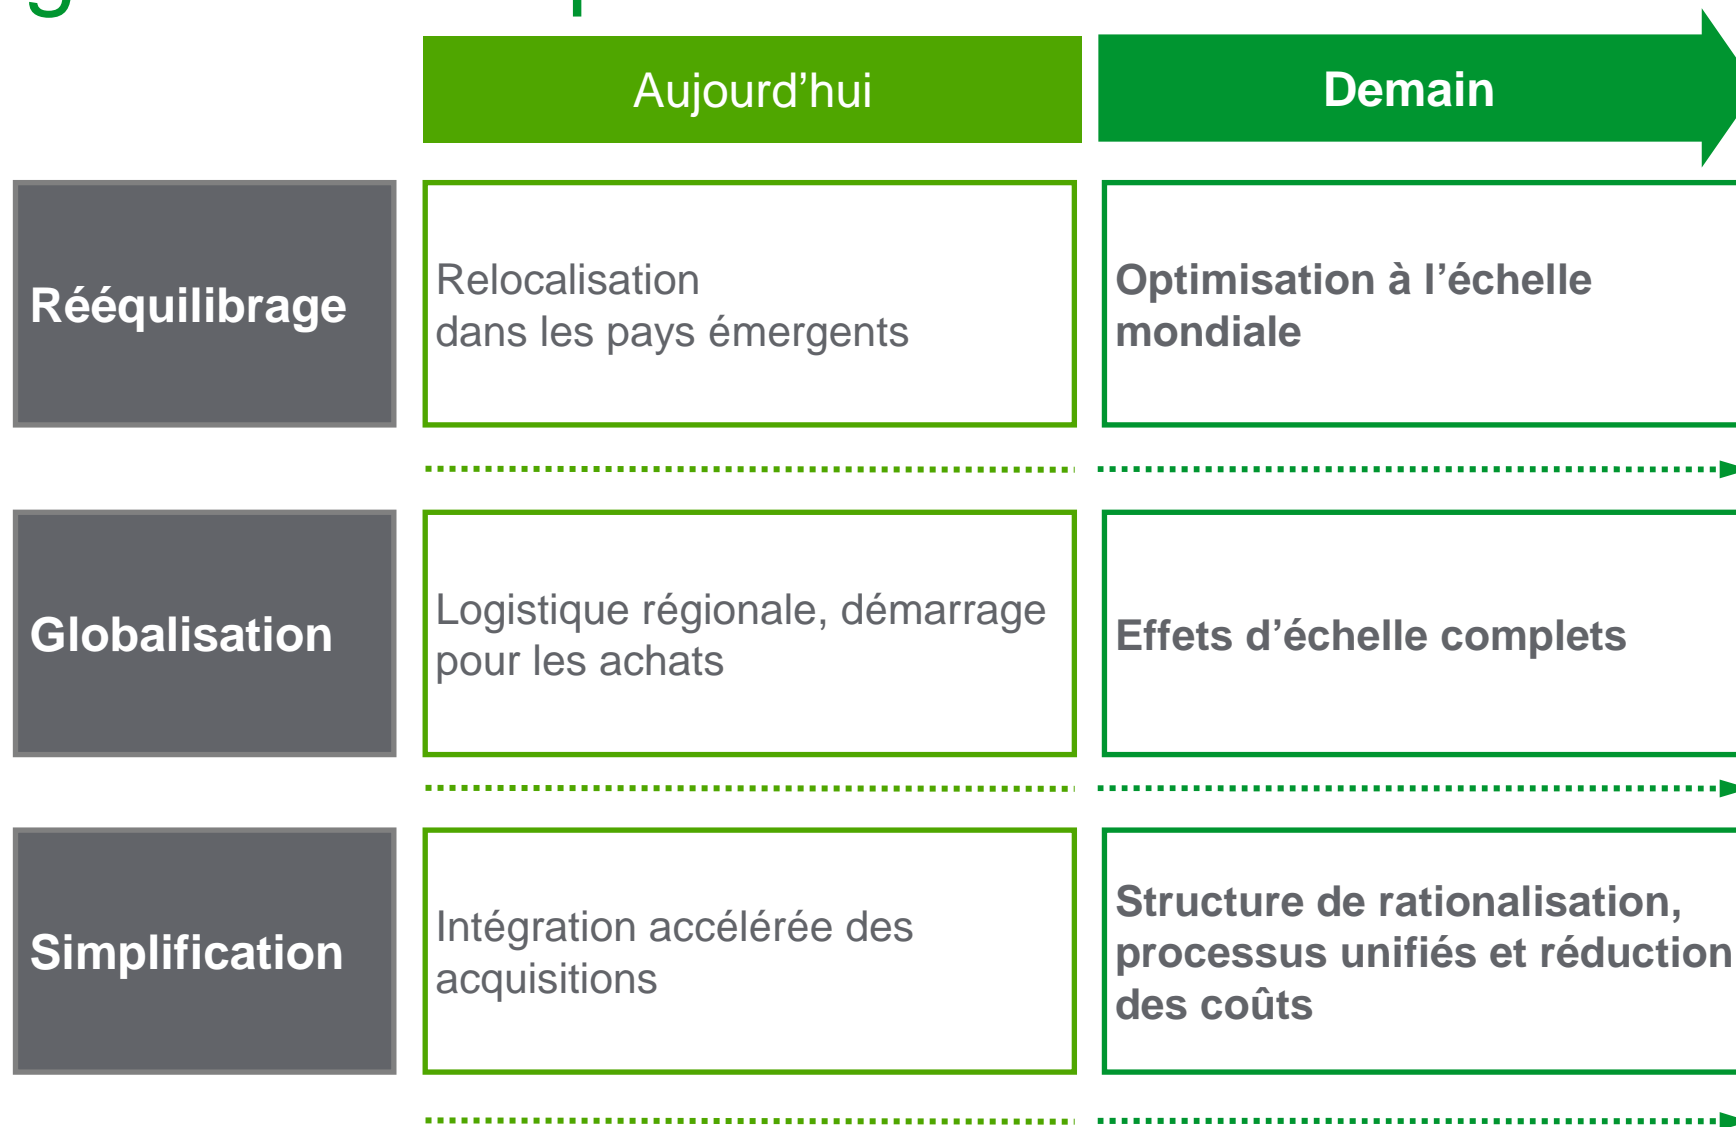 Aujourd’hui
Demain
Rééquilibrage
Relocalisation
dans les pays émergents
Optimisation à l’échelle
mondiale
Globalisation
Logistique régionale, démarrage
pour les achats
Effets d’échelle complets
Simplification
Intégration accélérée des
acquisitions
Structure de rationalisation,
processus unifiés et réduction
des coûts